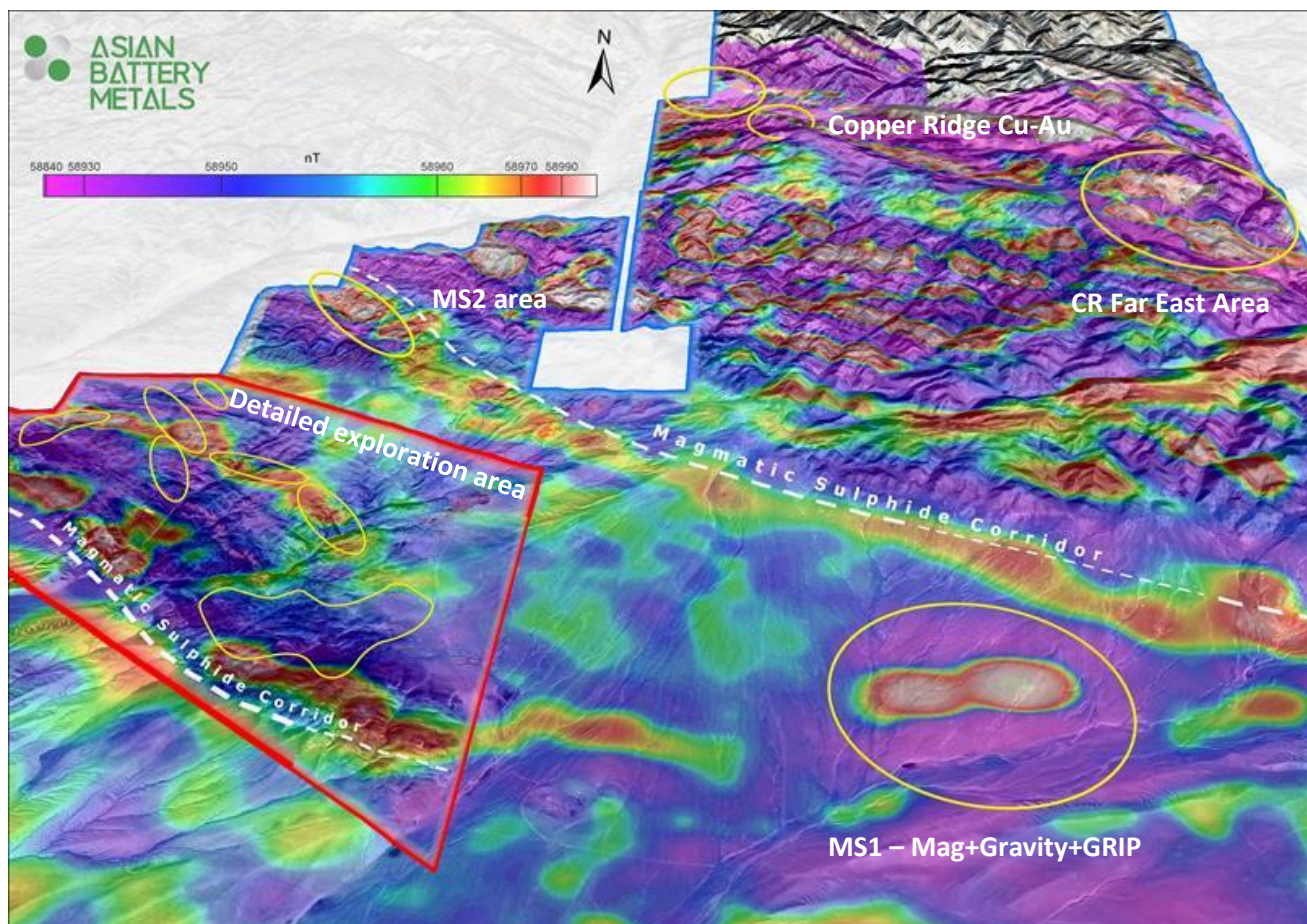 ASIAN
BATTERY
METALS
N
nT
58840 58930 58950 58960 58970 58990
Copper Ridge Cu-Au
CR Far East Area
MS2 area
Detailed exploration area
Magmatic Sulphide Corridor
Magmatic Sulphide Corridor
MS1 – Mag+Gravity+GRIP